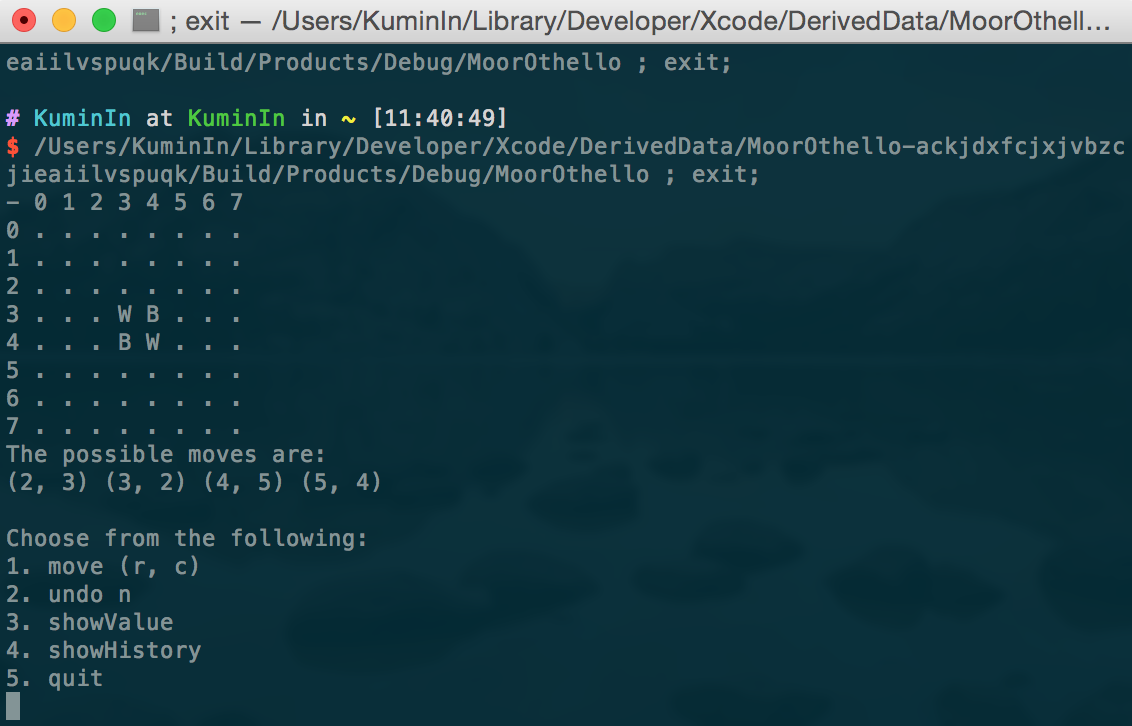 ; exit — /Users/KuminIn/Library/Developer/Xcode/DerivedData/MoorOthell…
eaiilvspuqk/Build/Products/Debug/MoorOthello ; exit;
# KuminIn at KuminIn in ~ [11:40:49]
$ /Users/KuminIn/Library/Developer/Xcode/DerivedData/MoorOthello-ackjdxfcjxjvbzc
jieaiilvspuqk/Build/Products/Debug/MoorOthello ; exit;
- 0 1 2 3 4 5 6 7
0 . . . . . . . .
1 . . . . . . . .
2 . . . . . . . .
3 . . . W B . . .
4 . . . B W . . .
5 . . . . . . . .
6 . . . . . . . .
7 . . . . . . . .
The possible moves are:
(2, 3) (3, 2) (4, 5) (5, 4)
Choose from the following:
1. move (r, c)
2. undo n
3. showValue
4. showHistory
5. quit